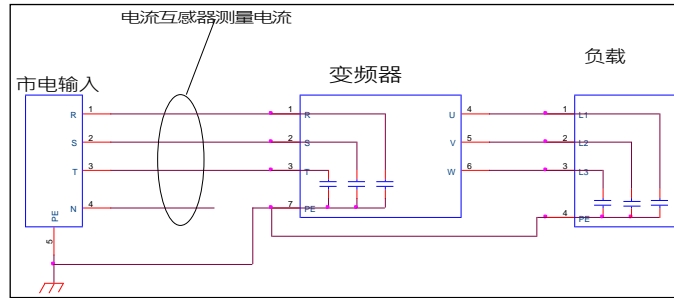 电流互感器测量电流
市电输入
变频器
负载
R 1
S 2
T 3
N 4
PE
5
1 R
2 S
3 T
7 PE
U 4
V 5
W 6
1 L1
2 L2
3 L3
4 PE